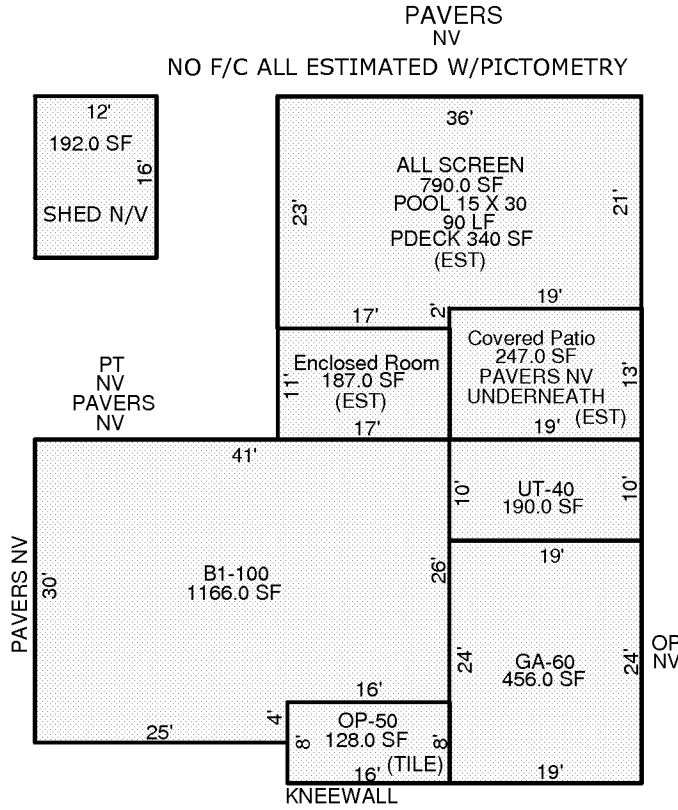 PAVERS
NV
NO F/C ALL ESTIMATED W/PICTOMETRY
12'
192.0 SF
16'
SHED N/V
36'
ALL SCREEN
790.0 SF
POOL 15 X 30
90 LF
PDECK 340 SF
(EST)
23'
21'
2'
19'
17'
Covered Patio
247.0 SF
PAVERS NV
UNDERNEATH
(EST)
13'
19'
Enclosed Room
187.0 SF
(EST)
11'
17'
PT
NV
PAVERS
NV
41'
10'
UT-40
190.0 SF
10'
PAVERS NV
30'
B1-100
1166.0 SF
26'
19'
24'
GA-60
456.0 SF
24'
OP
NV
16'
4'
25'
OP-50
128.0 SF
(TILE)
8'
8'
16'
19'
KNEEWALL